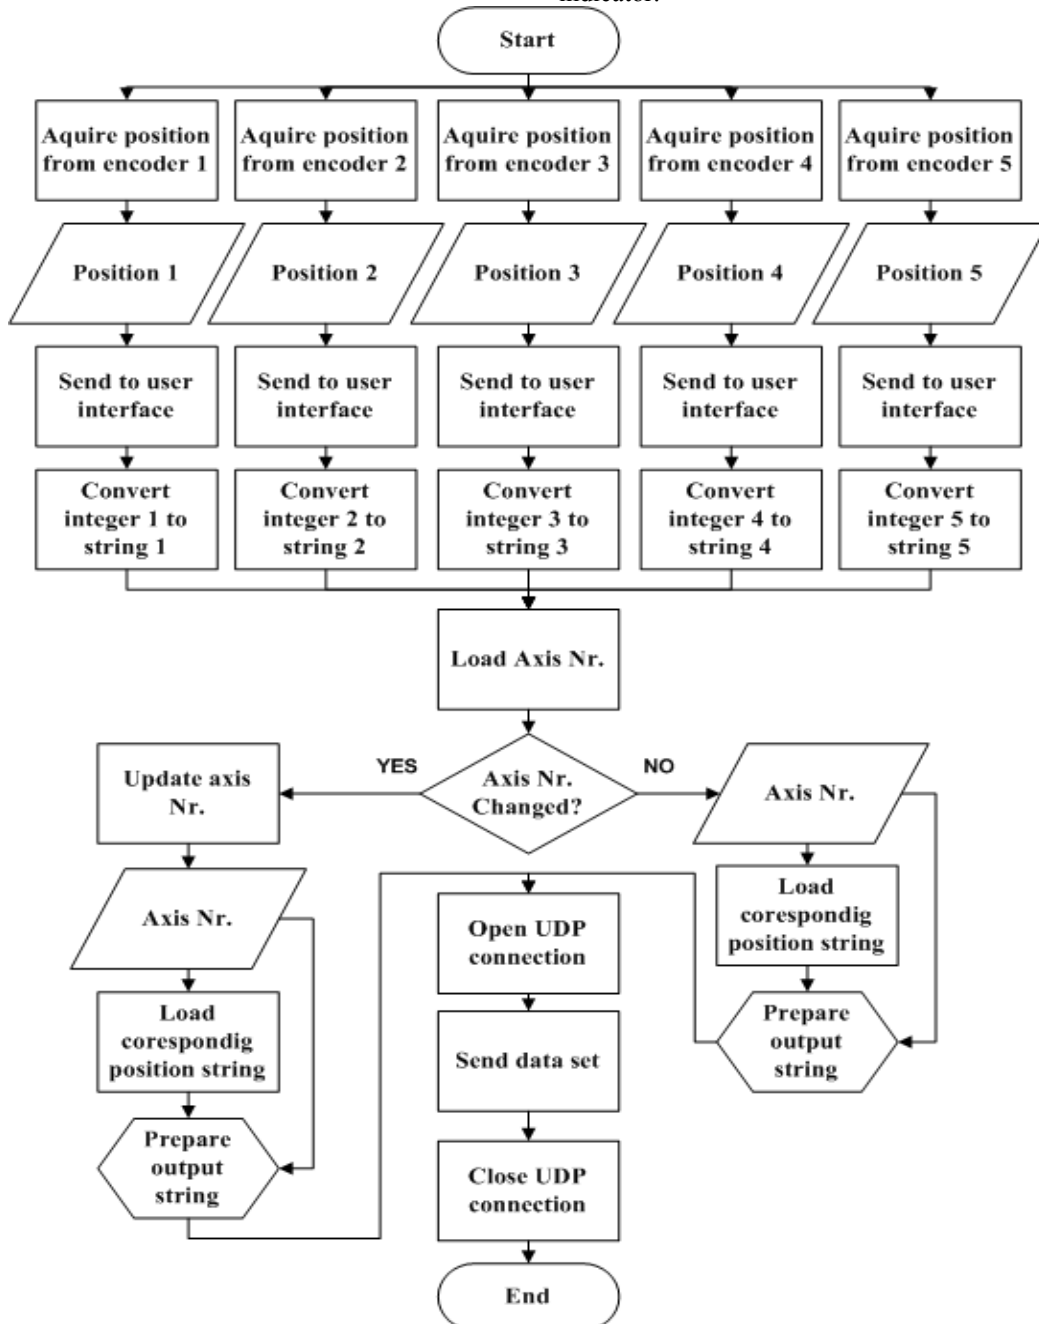 indicator.
Start
Aquire position
from encoder 1
Aquire position
from encoder 2
Aquire position
from encoder 3
Aquire position
from encoder 4
Aquire position
from encoder 5
Position 1
Position 2
Position 3
Position 4
Position 5
Send to user
interface
Send to user
interface
Send to user
interface
Send to user
interface
Send to user
interface
Convert
integer 1 to
string 1
Convert
integer 2 to
string 2
Convert
integer 3 to
string 3
Convert
integer 4 to
string 4
Convert
integer 5 to
string 5
Load Axis Nr.
Axis Nr.
Changed?
YES
NO
Update axis
Nr.
Axis Nr.
Load
corespondig
position string
Prepare
output
string
Axis Nr.
Load
corespondig
position string
Prepare
output
string
Open UDP
connection
Send data set
Close UDP
connection
End